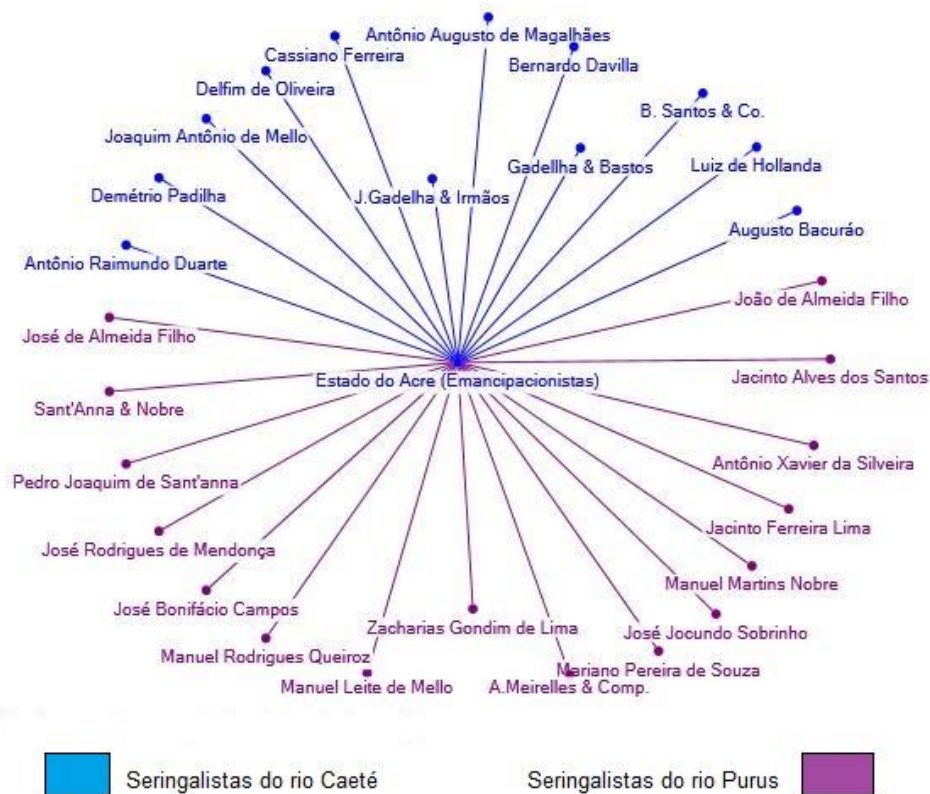 Antônio Augusto de Magalhães
Cassiano Ferreira
Bernardo Davilla
Delfim de Oliveira
B. Santos & Co.
Joaquim Antônio de Mello
Gadellha & Bastos
Luiz de Hollanda
Demétrio Padilha
J.Gadelha & Irmãos
Augusto Bacuráo
Antônio Raimundo Duarte
João de Almeida Filho
José de Almeida Filho
Estado do Acre (Emancipacionistas)
Jacinto Alves dos Santos
Sant'Anna & Nobre
Antônio Xavier da Silveira
Pedro Joaquim de Sant'anna
Jacinto Ferreira Lima
José Rodrigues de Mendonça
Manuel Martins Nobre
José Bonifácio Campos
Zacharias Gondim de Lima
José Jocundo Sobrinho
Manuel Rodrigues Queiroz
Mariano Pereira de Souza
Manuel Leite de Mello
A.Meirelles & Comp.
Seringalistas do rio Caeté
Seringalistas do rio Purus